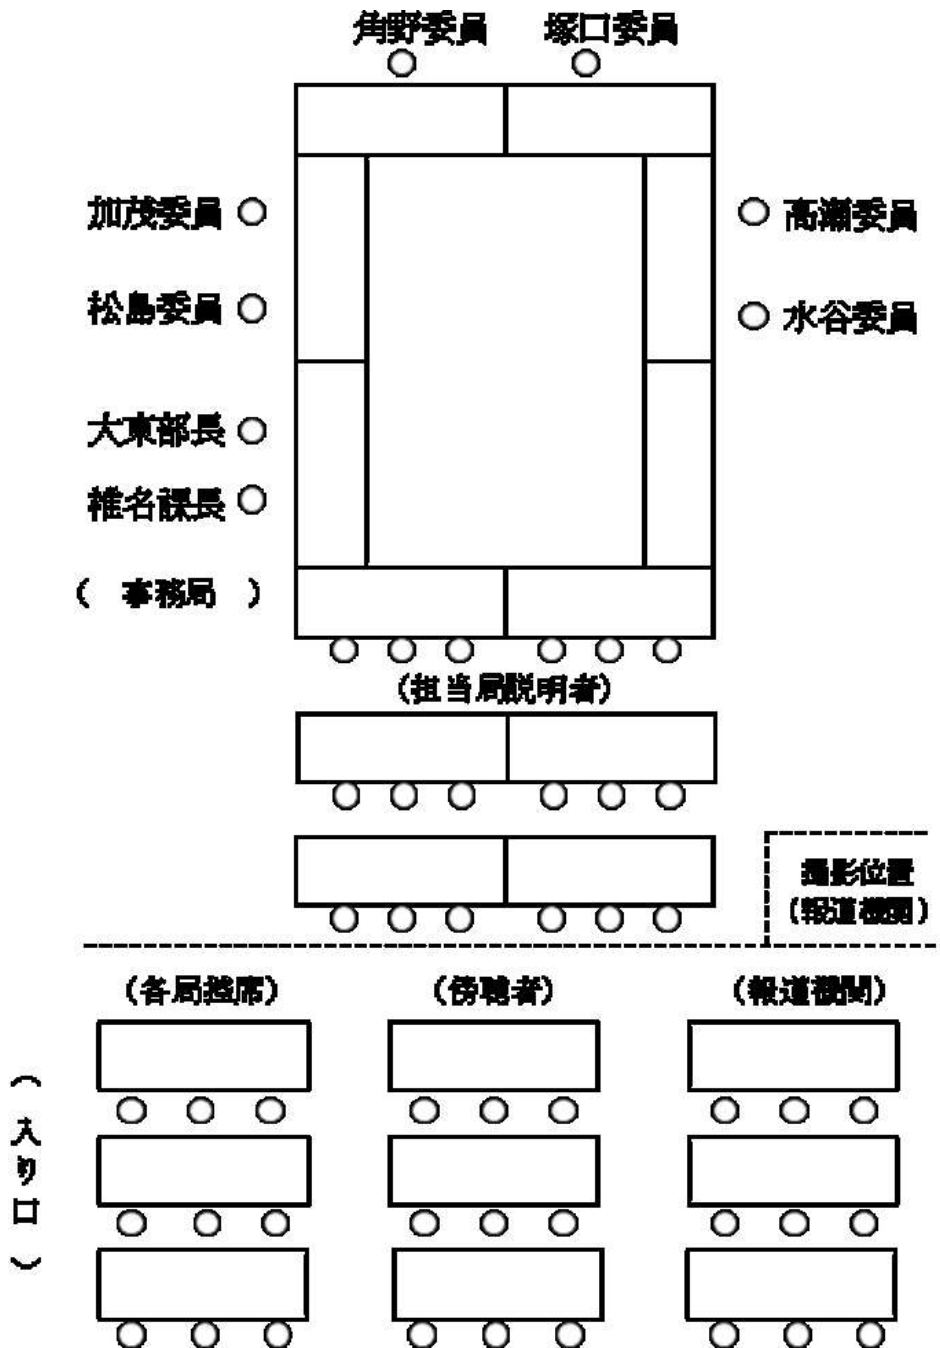 角野委員 塚口委員
加茂委員 高瀬委員
松島委員 水谷委員
大東部長
椎名課長
( 事務局 )
(担当局説明者)
撮影位置
(報道機関)
(各局控席) (傍聴者) (報道機関)
(入り口)